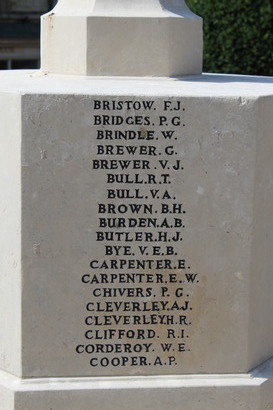 BRISTOW. F.J.
BRIDGES. P.G.
BRINDLE. W.
BREWER. G.
BREWER. V.J.
BULL. R.T.
BULL. V.A.
BROWN. B.H.
BURDEN. A.B.
BUTLER. H.J.
BYE. V.E.B.
CARPENTER. E.
CARPENTER. E.W.
CHIVERS. P.G.
CLEVERLEY. A.J.
CLEVERLEY. H.R.
CLIFFORD. R.I.
CORDEROY. W.E.
COOPER. A.P.